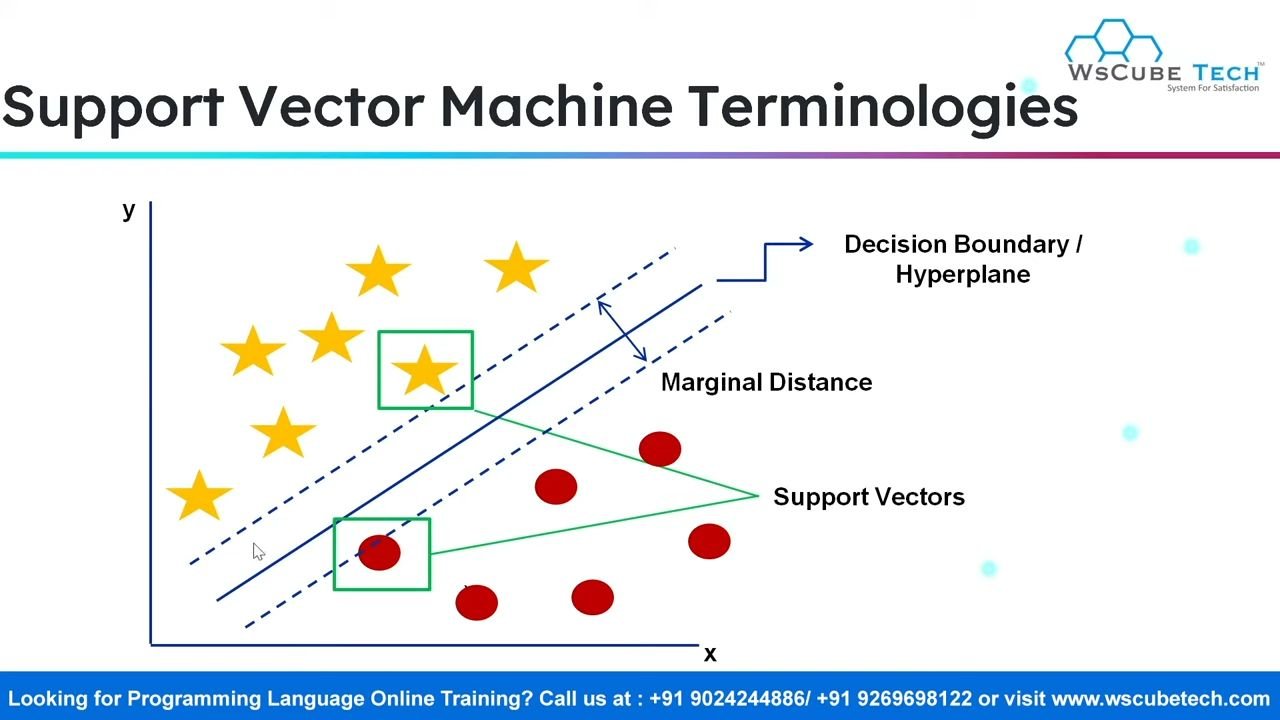 WsCube Tech™
System For Satisfaction
Support Vector Machine Terminologies
y
Decision Boundary /
Hyperplane
Marginal Distance
Support Vectors
x
Looking for Programming Language Online Training? Call us at : +91 9024244886/ +91 9269698122 or visit www.wscubetech.com